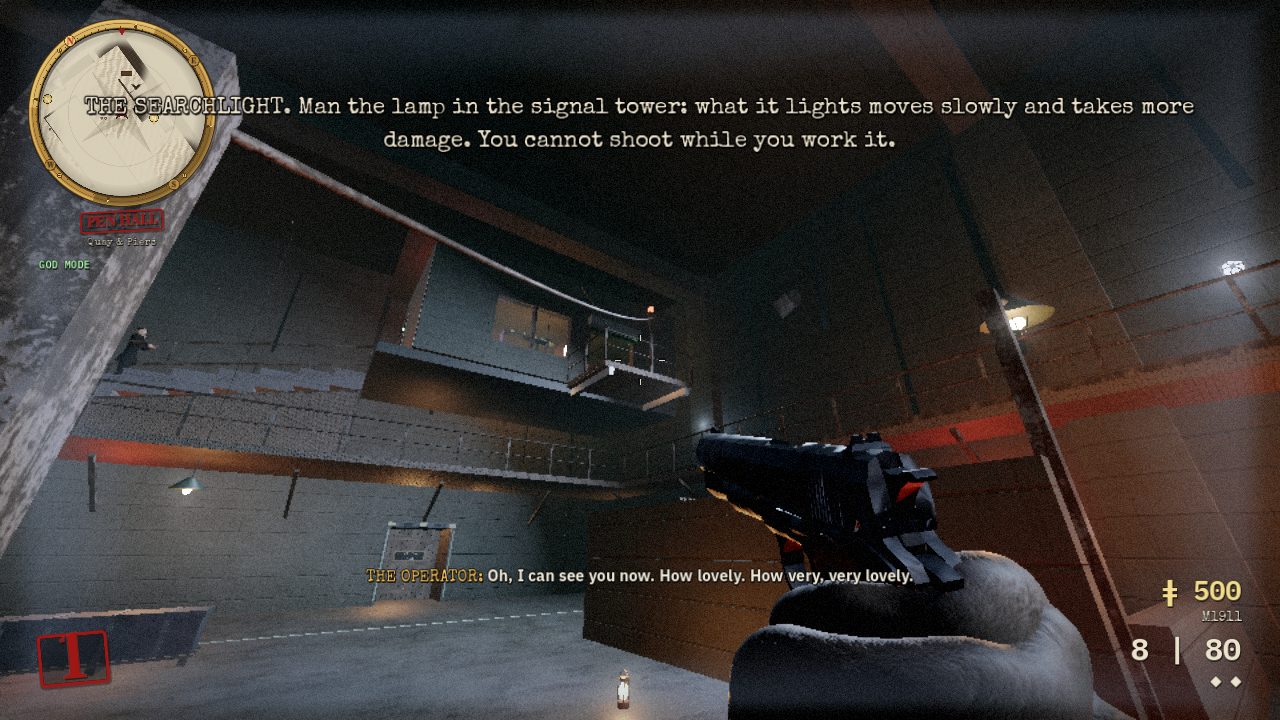 THE SEARCHLIGHT. Man the lamp in the signal tower: what it lights moves slowly and takes more
damage. You cannot shoot while you work it.
PEN HALL
Quay & Piers
GOD MODE
THE OPERATOR: Oh, I can see you now. How lovely. How very, very lovely.
ǂ 500
M1911
8 | 80
I